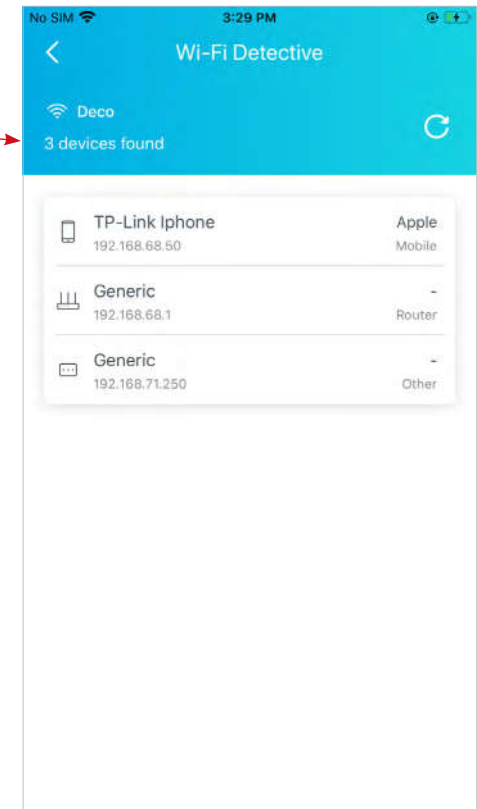 No SIM 3:29 PM
Wi-Fi Detective
Deco
3 devices found
TP-Link Iphone Apple
192.168.68.50 Mobile
Generic -
192.168.68.1 Router
Generic -
192.168.71.250 Other